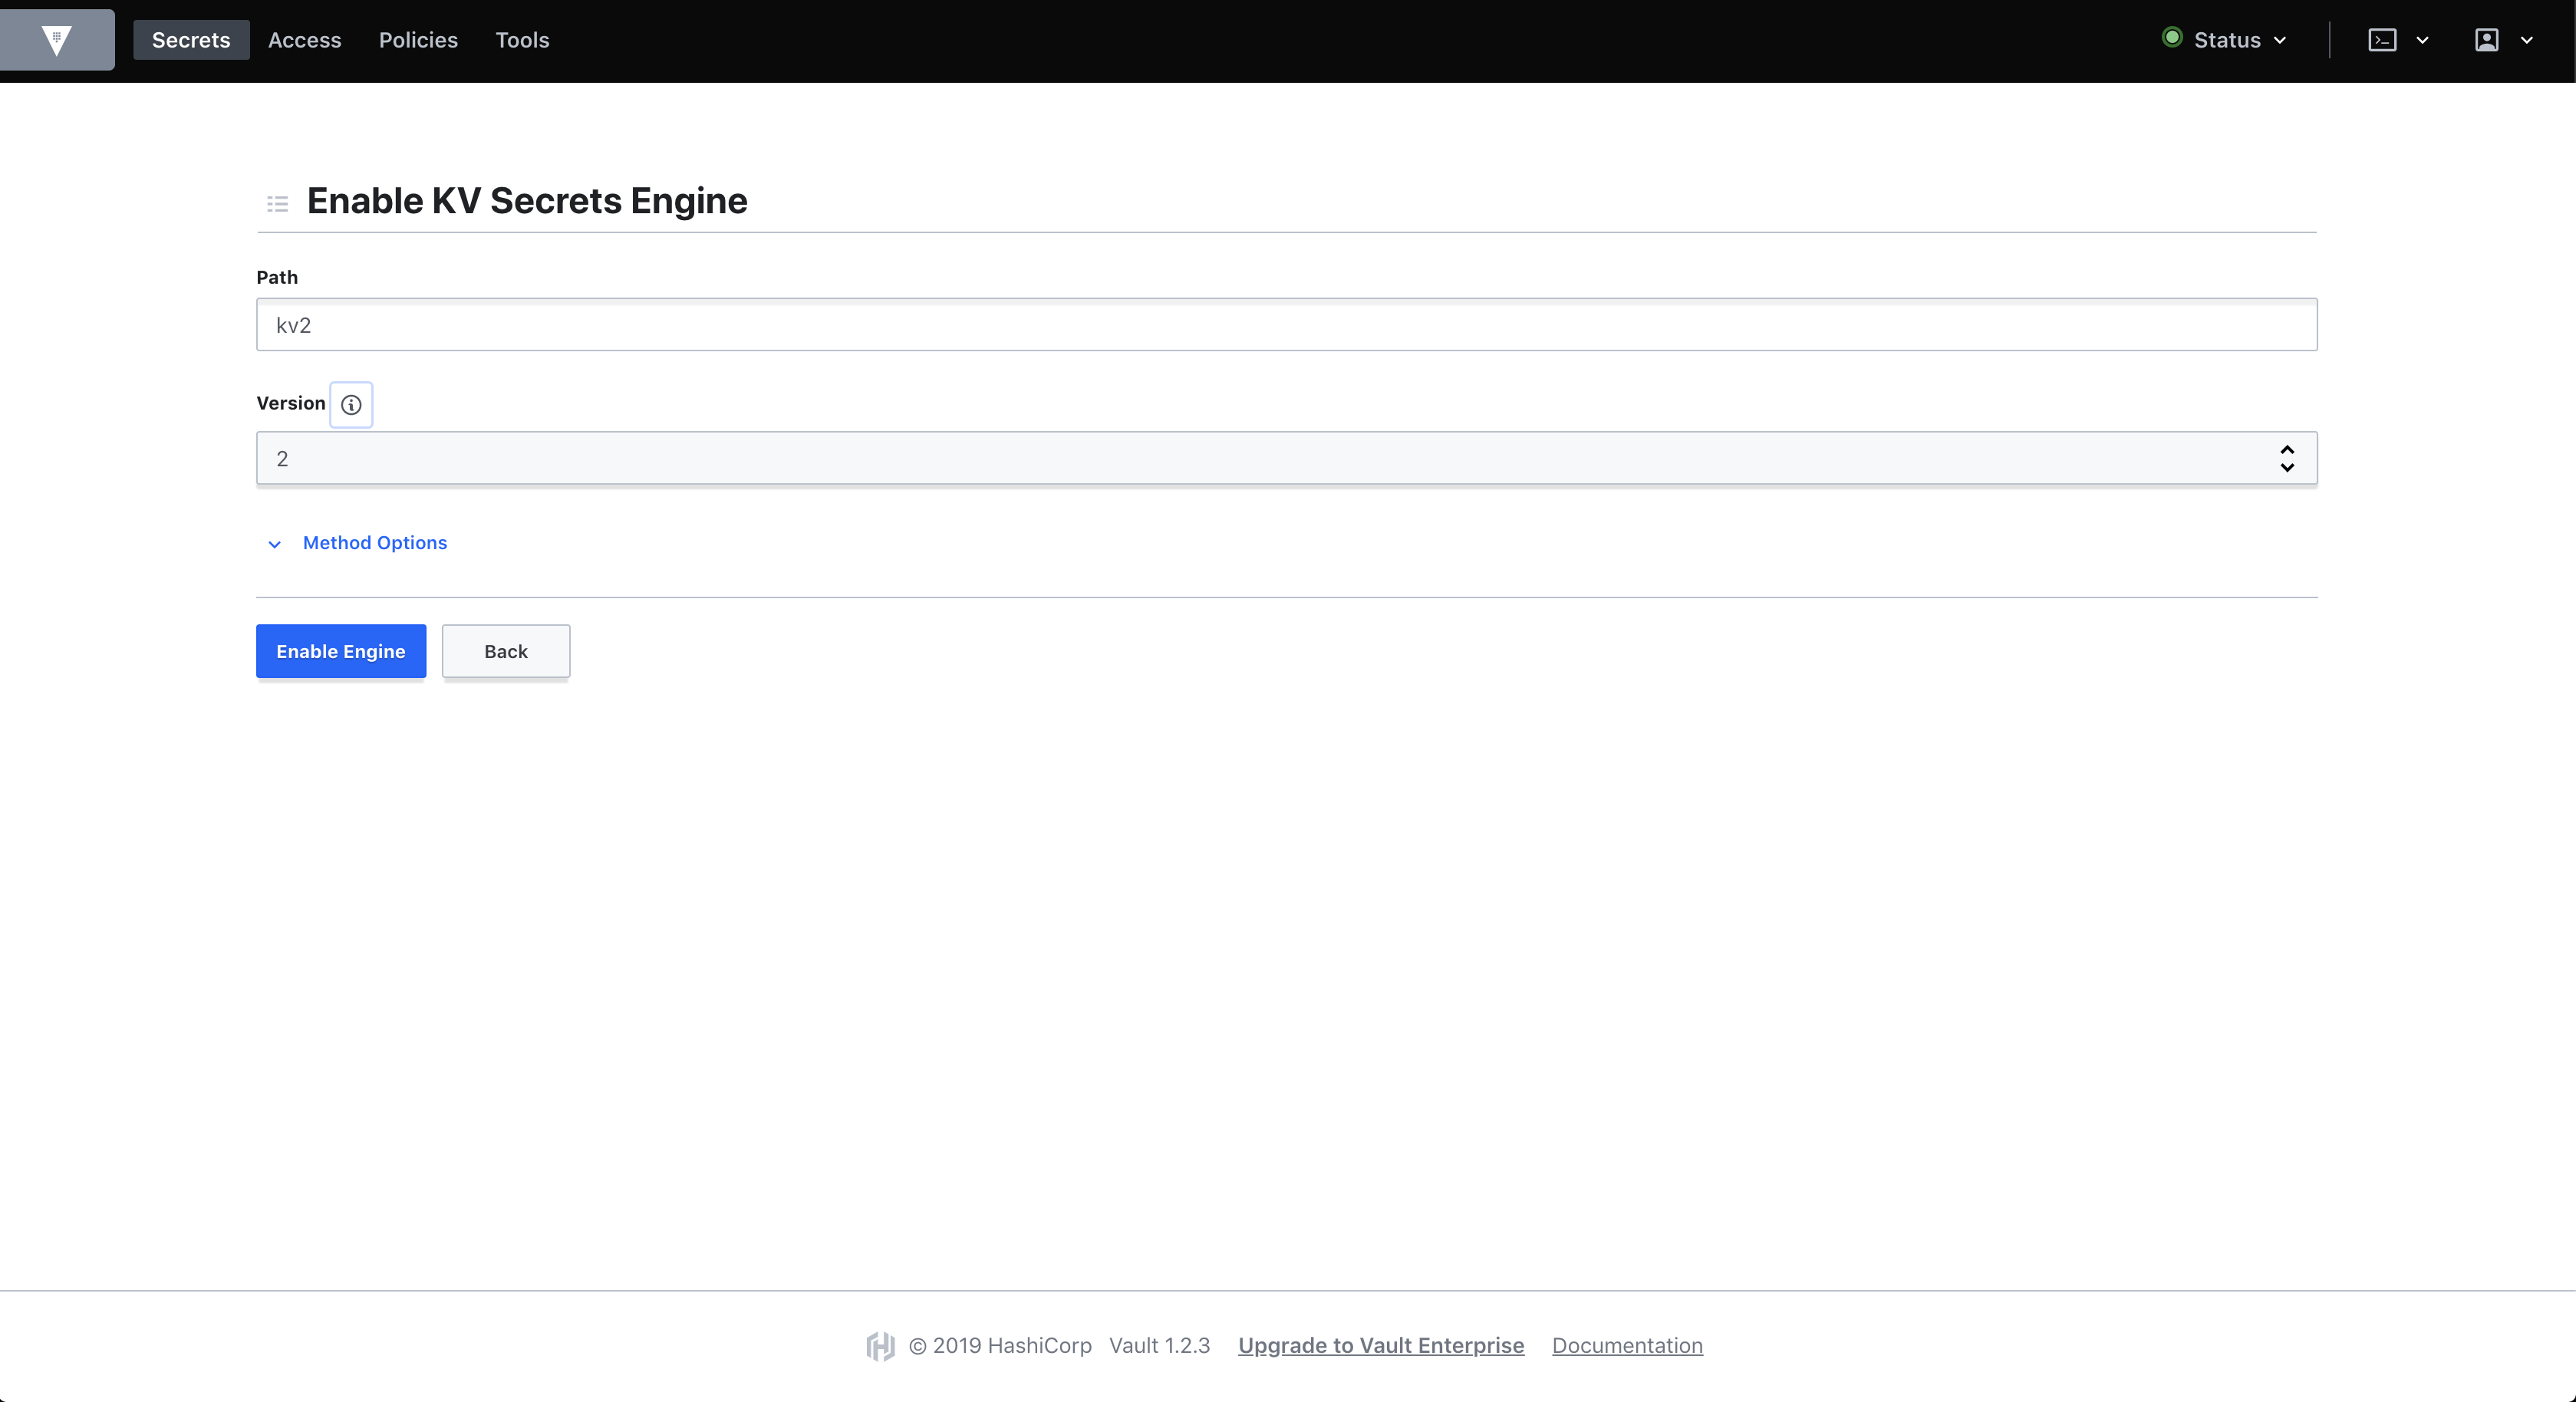 Secrets Access Policies Tools Status
Enable KV Secrets Engine
Path
kv2
Version
2
Method Options
Enable Engine Back
© 2019 HashiCorp Vault 1.2.3 Upgrade to Vault Enterprise Documentation